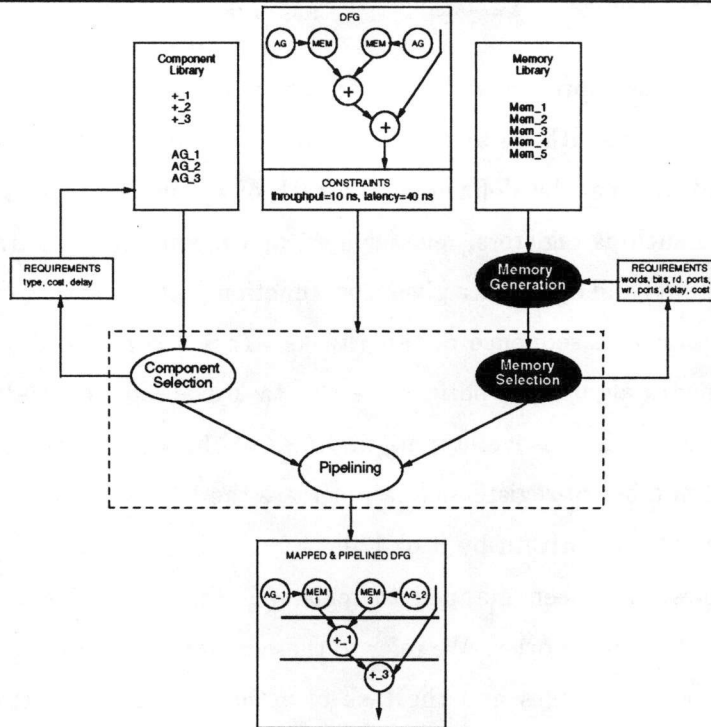 DFG
AG MEM MEM AG
+
+
CONSTRAINTS
throughput=10 ns, latency=40 ns
Component
Library
+_1
+_2
+_3
AG_1
AG_2
AG_3
Memory
Library
Mem_1
Mem_2
Mem_3
Mem_4
Mem_5
REQUIREMENTS
type, cost, delay
Memory
Generation
REQUIREMENTS
words, bits, rd. ports,
wr. ports, delay, cost
Component
Selection
Memory
Selection
Pipelining
MAPPED & PIPELINED DFG
AG_1 MEM 1 MEM 3 AG_2
+_1
+_3